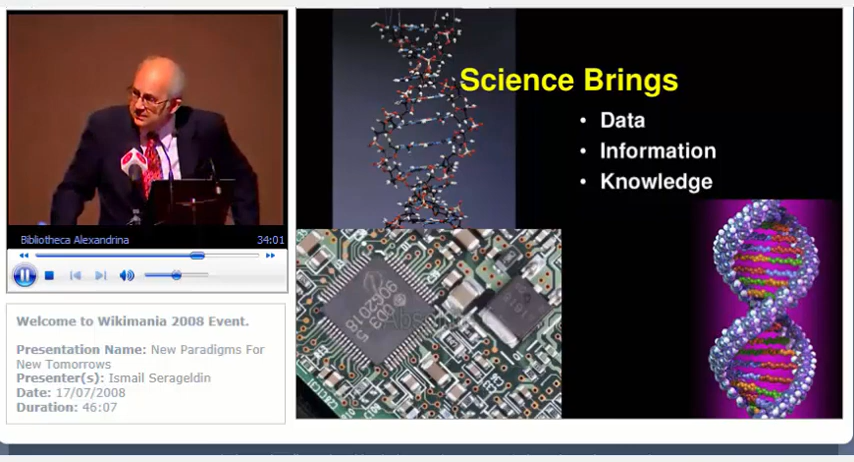 Bibliotheca Alexandrina 34:01
Welcome to Wikimania 2008 Event.
Presentation Name: New Paradigms For
New Tomorrows
Presenter(s): Ismail Serageldin
Date: 17/07/2008
Duration: 46:07
Science Brings
• Data
• Information
• Knowledge